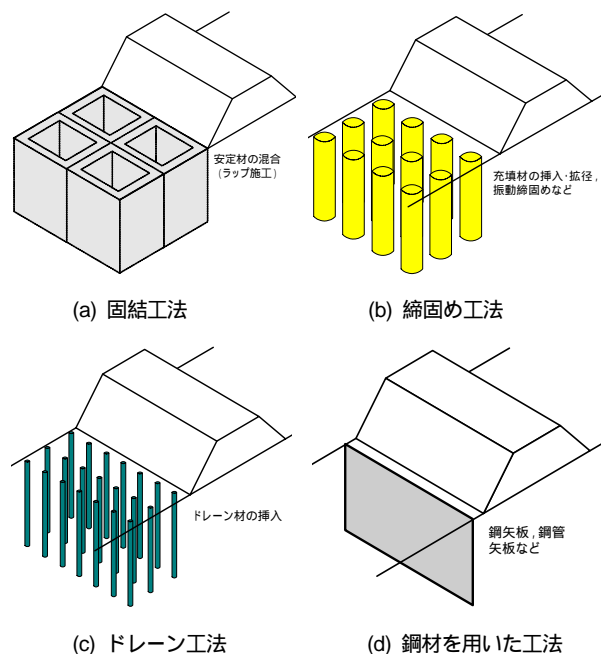 安定材の混合
(ラップ施工)
充填材の挿入・拡径,
振動締固めなど
(a) 固結工法
(b) 締固め工法
ドレーン材の挿入
鋼矢板,鋼管
矢板など
(c) ドレーン工法
(d) 鋼材を用いた工法